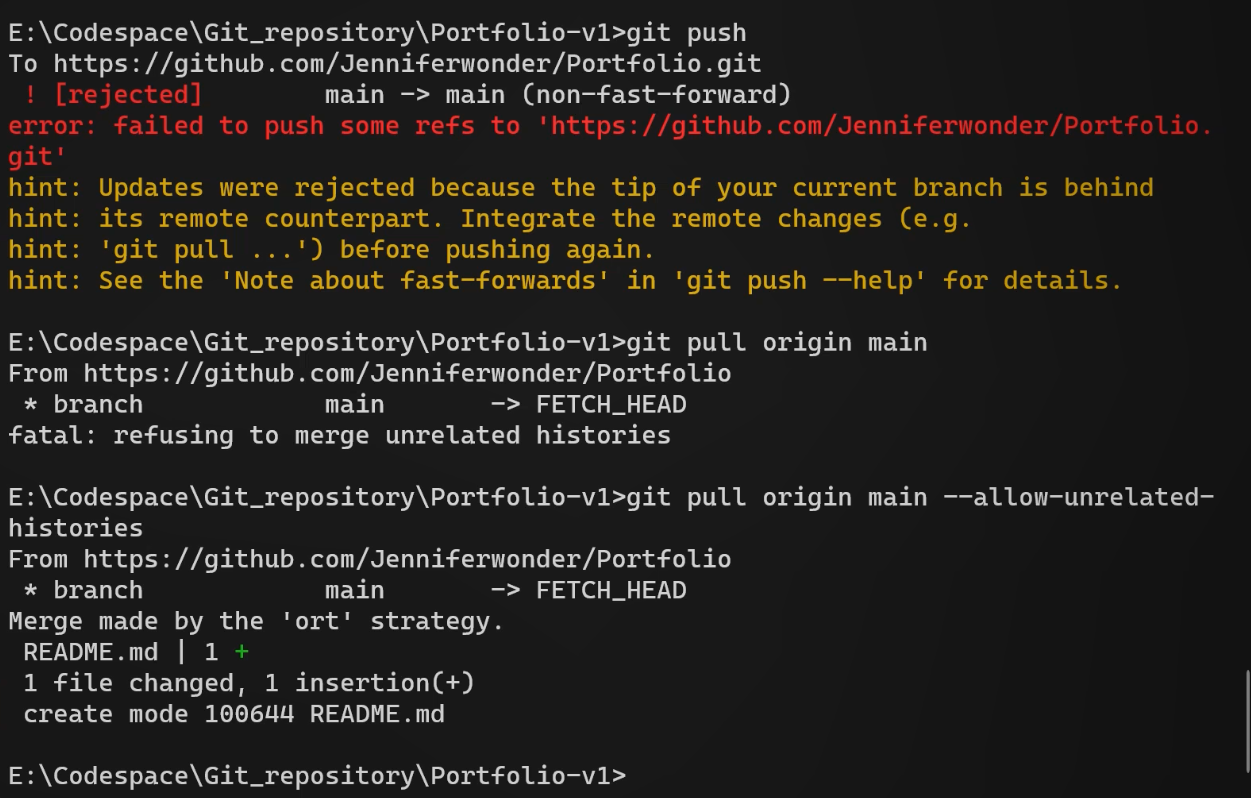 E:\Codespace\Git_repository\Portfolio-v1>git push
To https://github.com/Jenniferwonder/Portfolio.git
 ! [rejected]        main -> main (non-fast-forward)
error: failed to push some refs to 'https://github.com/Jenniferwonder/Portfolio.
git'
hint: Updates were rejected because the tip of your current branch is behind
hint: its remote counterpart. Integrate the remote changes (e.g.
hint: 'git pull ...') before pushing again.
hint: See the 'Note about fast-forwards' in 'git push --help' for details.
E:\Codespace\Git_repository\Portfolio-v1>git pull origin main
From https://github.com/Jenniferwonder/Portfolio
 * branch            main       -> FETCH_HEAD
fatal: refusing to merge unrelated histories
E:\Codespace\Git_repository\Portfolio-v1>git pull origin main --allow-unrelated-
histories
From https://github.com/Jenniferwonder/Portfolio
 * branch            main       -> FETCH_HEAD
Merge made by the 'ort' strategy.
 README.md | 1 +
 1 file changed, 1 insertion(+)
 create mode 100644 README.md
E:\Codespace\Git_repository\Portfolio-v1>